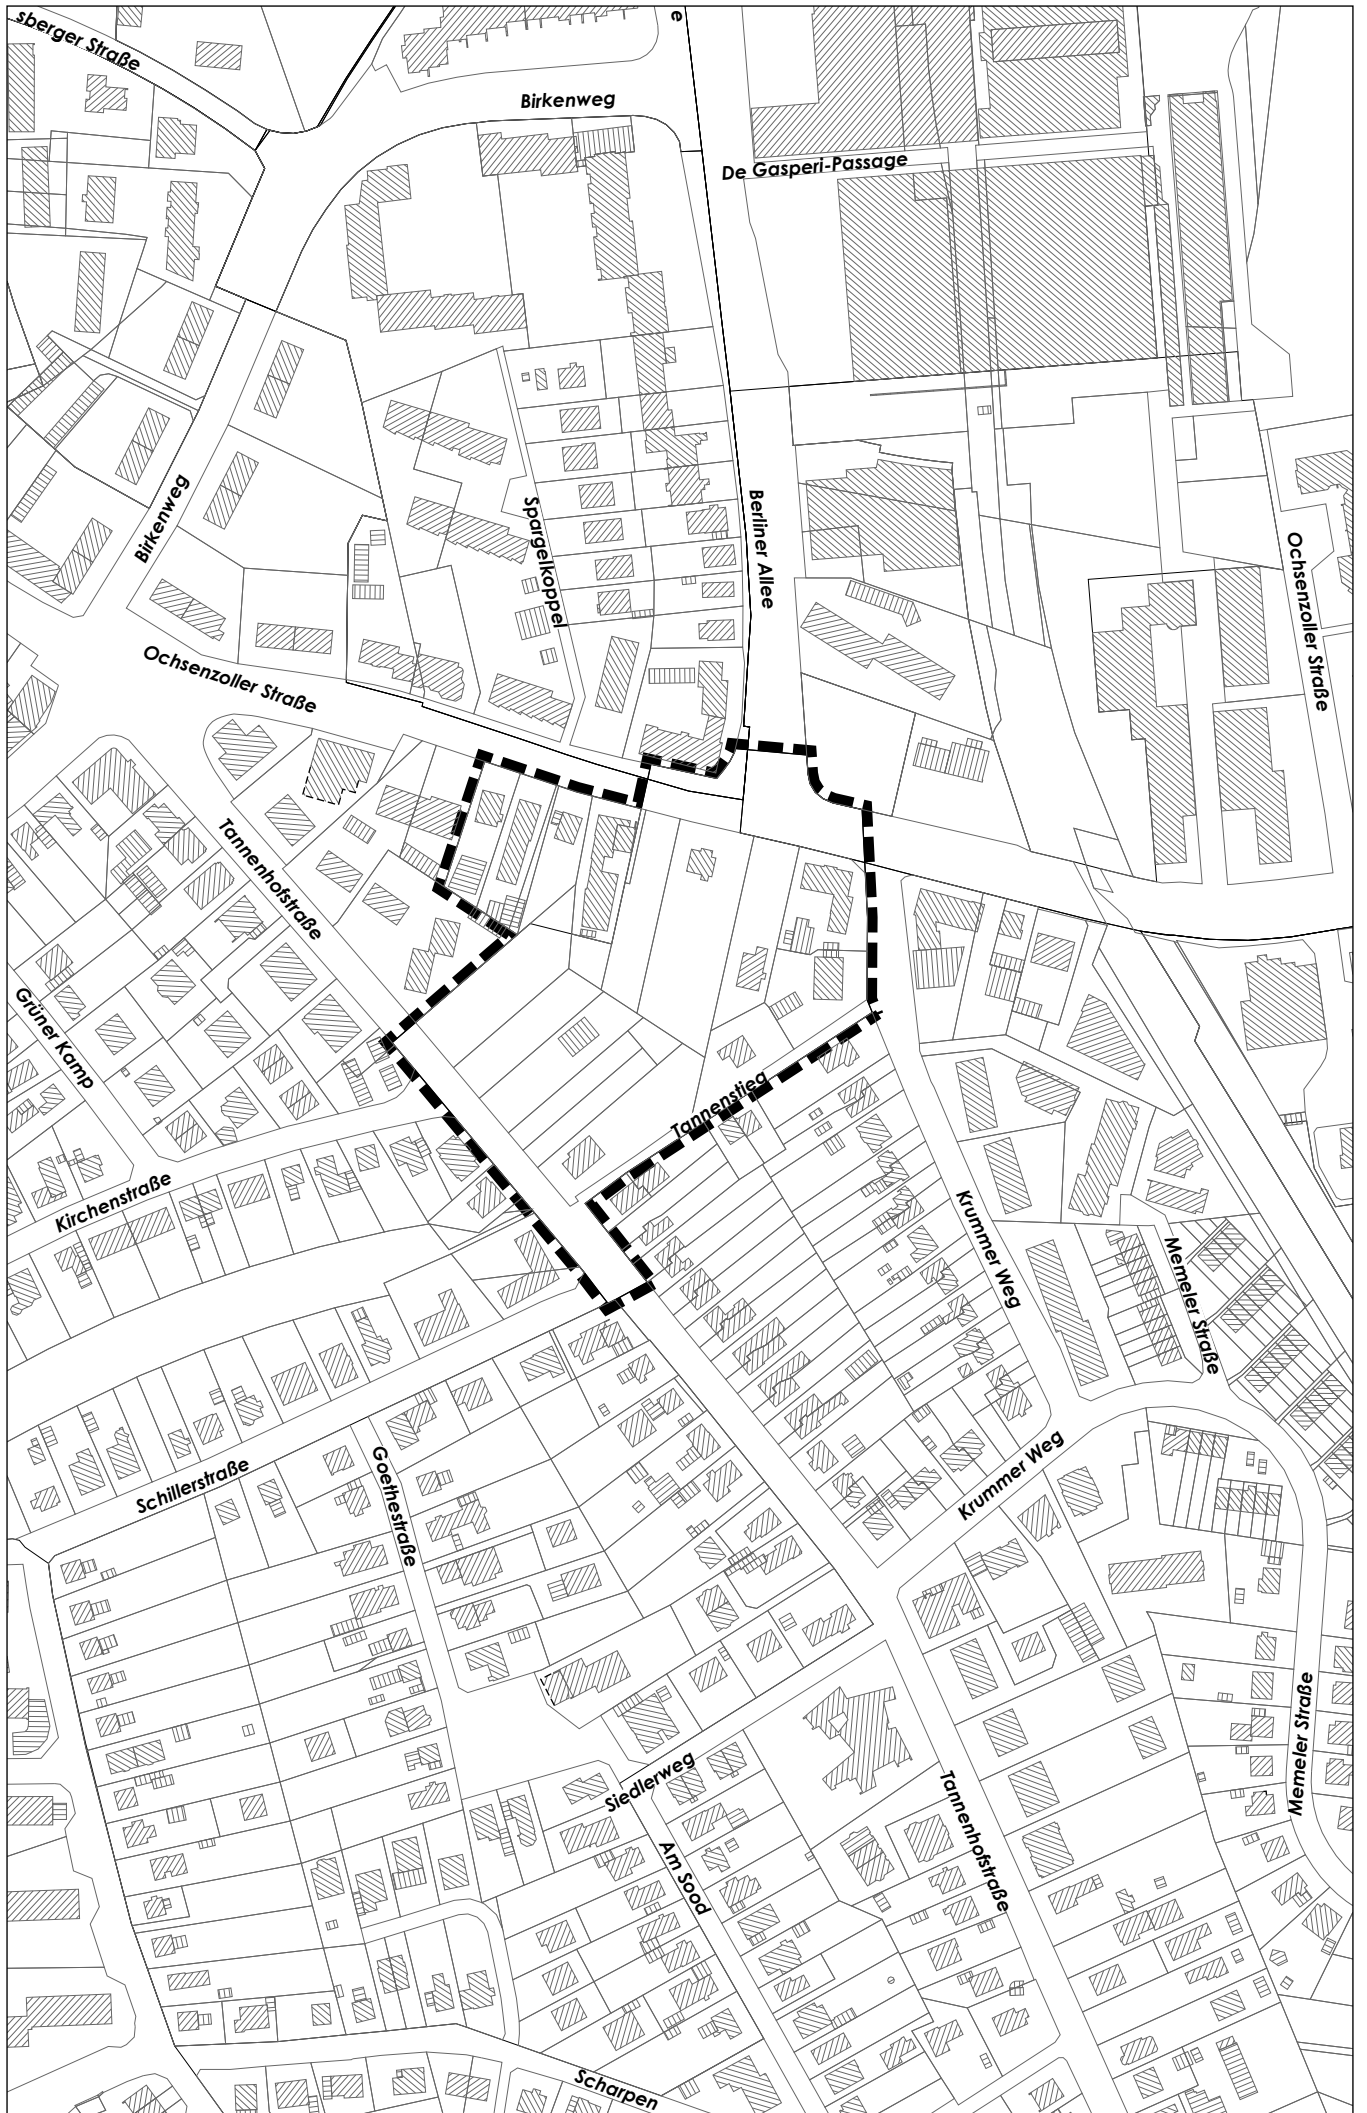 sberger Straße
e
Birkenweg
De Gasperi-Passage
Birkenweg
Spargelkoppel
Berliner Allee
Ochsenzoller Straße
Ochsenzoller Straße
Tannenhofstraße
Grüner Kamp
Tannenstieg
Kirchenstraße
Krummer Weg
Memeler Straße
Schillerstraße
Goethestraße
Krummer Weg
Memeler Straße
Siedlerweg
Tannenhofstraße
Am Sood
Scharpen